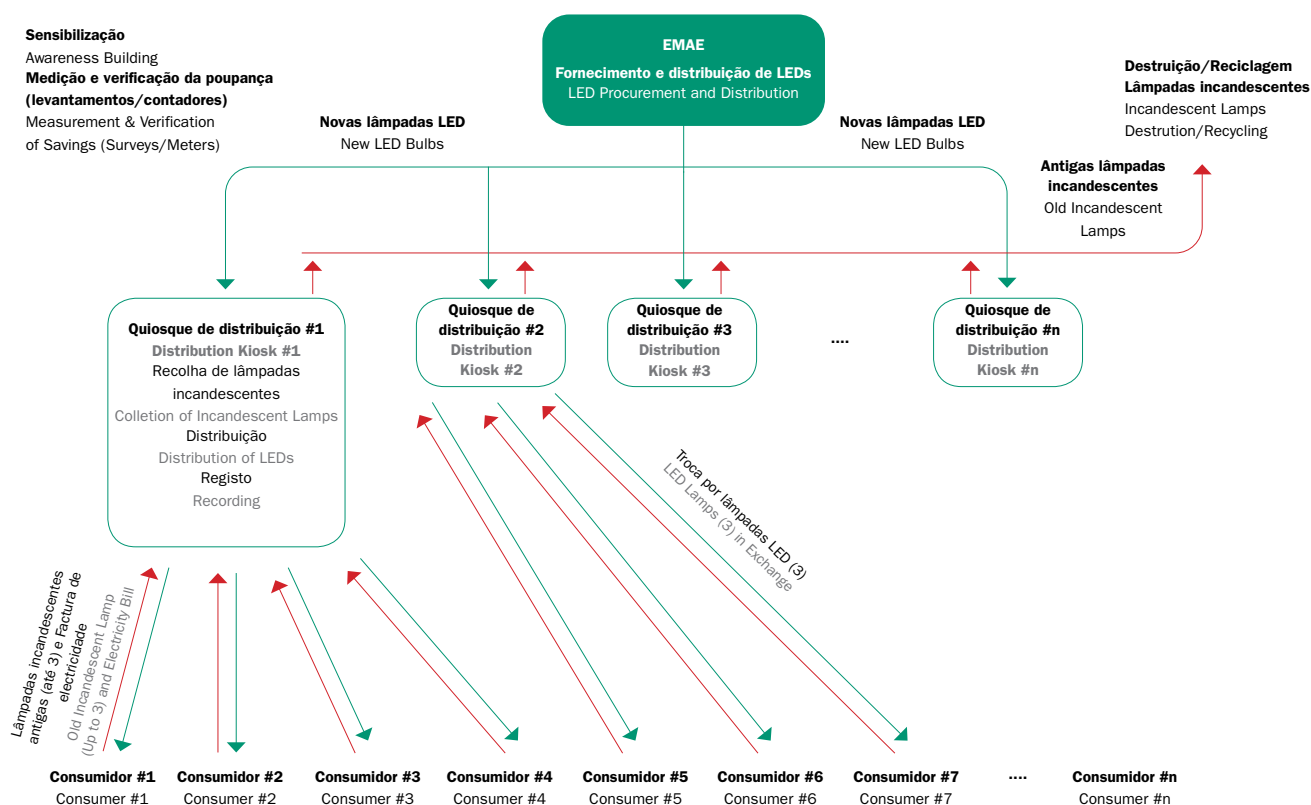 Sensibilização
Awareness Building
Medição e verificação da poupança
(levantamentos/contadores)
Measurement & Verification
of Savings (Surveys/Meters)
EMAE
Fornecimento e distribuição de LEDs
LED Procurement and Distribution
Destruição/Reciclagem
Lâmpadas incandescentes
Incandescent Lamps
Destrution/Recycling
Novas lâmpadas LED
New LED Bulbs
Novas lâmpadas LED
New LED Bulbs
Antigas lâmpadas
incandescentes
Old Incandescent
Lamps
Quiosque de distribuição #1
Distribution Kiosk #1
Recolha de lâmpadas
incandescentes
Colletion of Incandescent Lamps
Distribuição
Distribution of LEDs
Registo
Recording
Quiosque de
distribuição #2
Distribution
Kiosk #2
Quiosque de
distribuição #3
Distribution
Kiosk #3
....
Quiosque de
distribuição #n
Distribution
Kiosk #n
Troca por lâmpadas LED (3)
LED Lamps (3) in Exchange
Lâmpadas incandescentes
antigas (até 3) e Factura de
electricidade
Old Incandescent Lamp
(Up to 3) and Electricity Bill
Consumidor #1
Consumer #1
Consumidor #2
Consumer #2
Consumidor #3
Consumer #3
Consumidor #4
Consumer #4
Consumidor #5
Consumer #5
Consumidor #6
Consumer #6
Consumidor #7
Consumer #7
....
Consumidor #n
Consumer #n